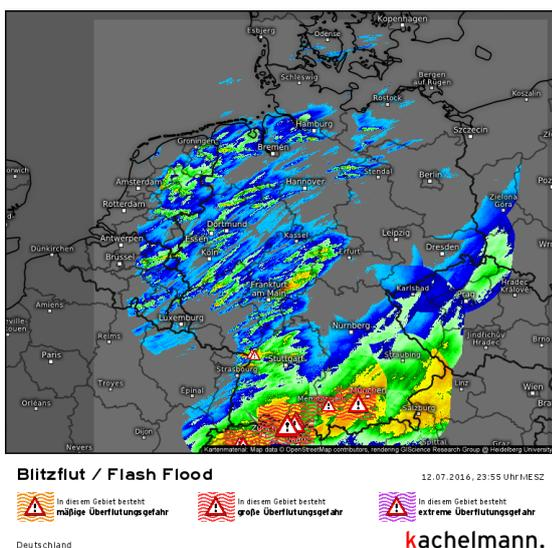 Kopenhagen
Esbjerg
Odense
Schleswig
Bergen
auf Rügen
Rostock
Koszalin
Hamburg
Szczecin
Groningen
Bremen
Stendal
Berlin
Amsterdam
Hannover
Rotterdam
Zielona
Góra
Dortmund
Antwerpen
Essen
Kassel
Leipzig
Dünkirchen
Brüssel
Köln
Erfurt
Dresden
Frankfurt
am Main
Karlsbad
Hradec
Králové
Prag
Amiens
Luxemburg
Nürnberg
Reims
Jindřichův
Hradec
Brno
Paris
Stuttgart
Straubing
Strasbourg
Troyes
Épinal
Linz
Wien
Orléans
München
Salzburg
Dijon
Zürich
Nevers
Spittal
Graz
Kartenmaterial: Map data © OpenStreetMap contributors, rendering GIScience Research Group @ Heidelberg University
Blitzflut / Flash Flood
12.07.2016, 23:55 Uhr MESZ
In diesem Gebiet besteht
mäßige Überflutungsgefahr
In diesem Gebiet besteht
große Überflutungsgefahr
In diesem Gebiet besteht
extreme Überflutungsgefahr
Deutschland
kachelmann.